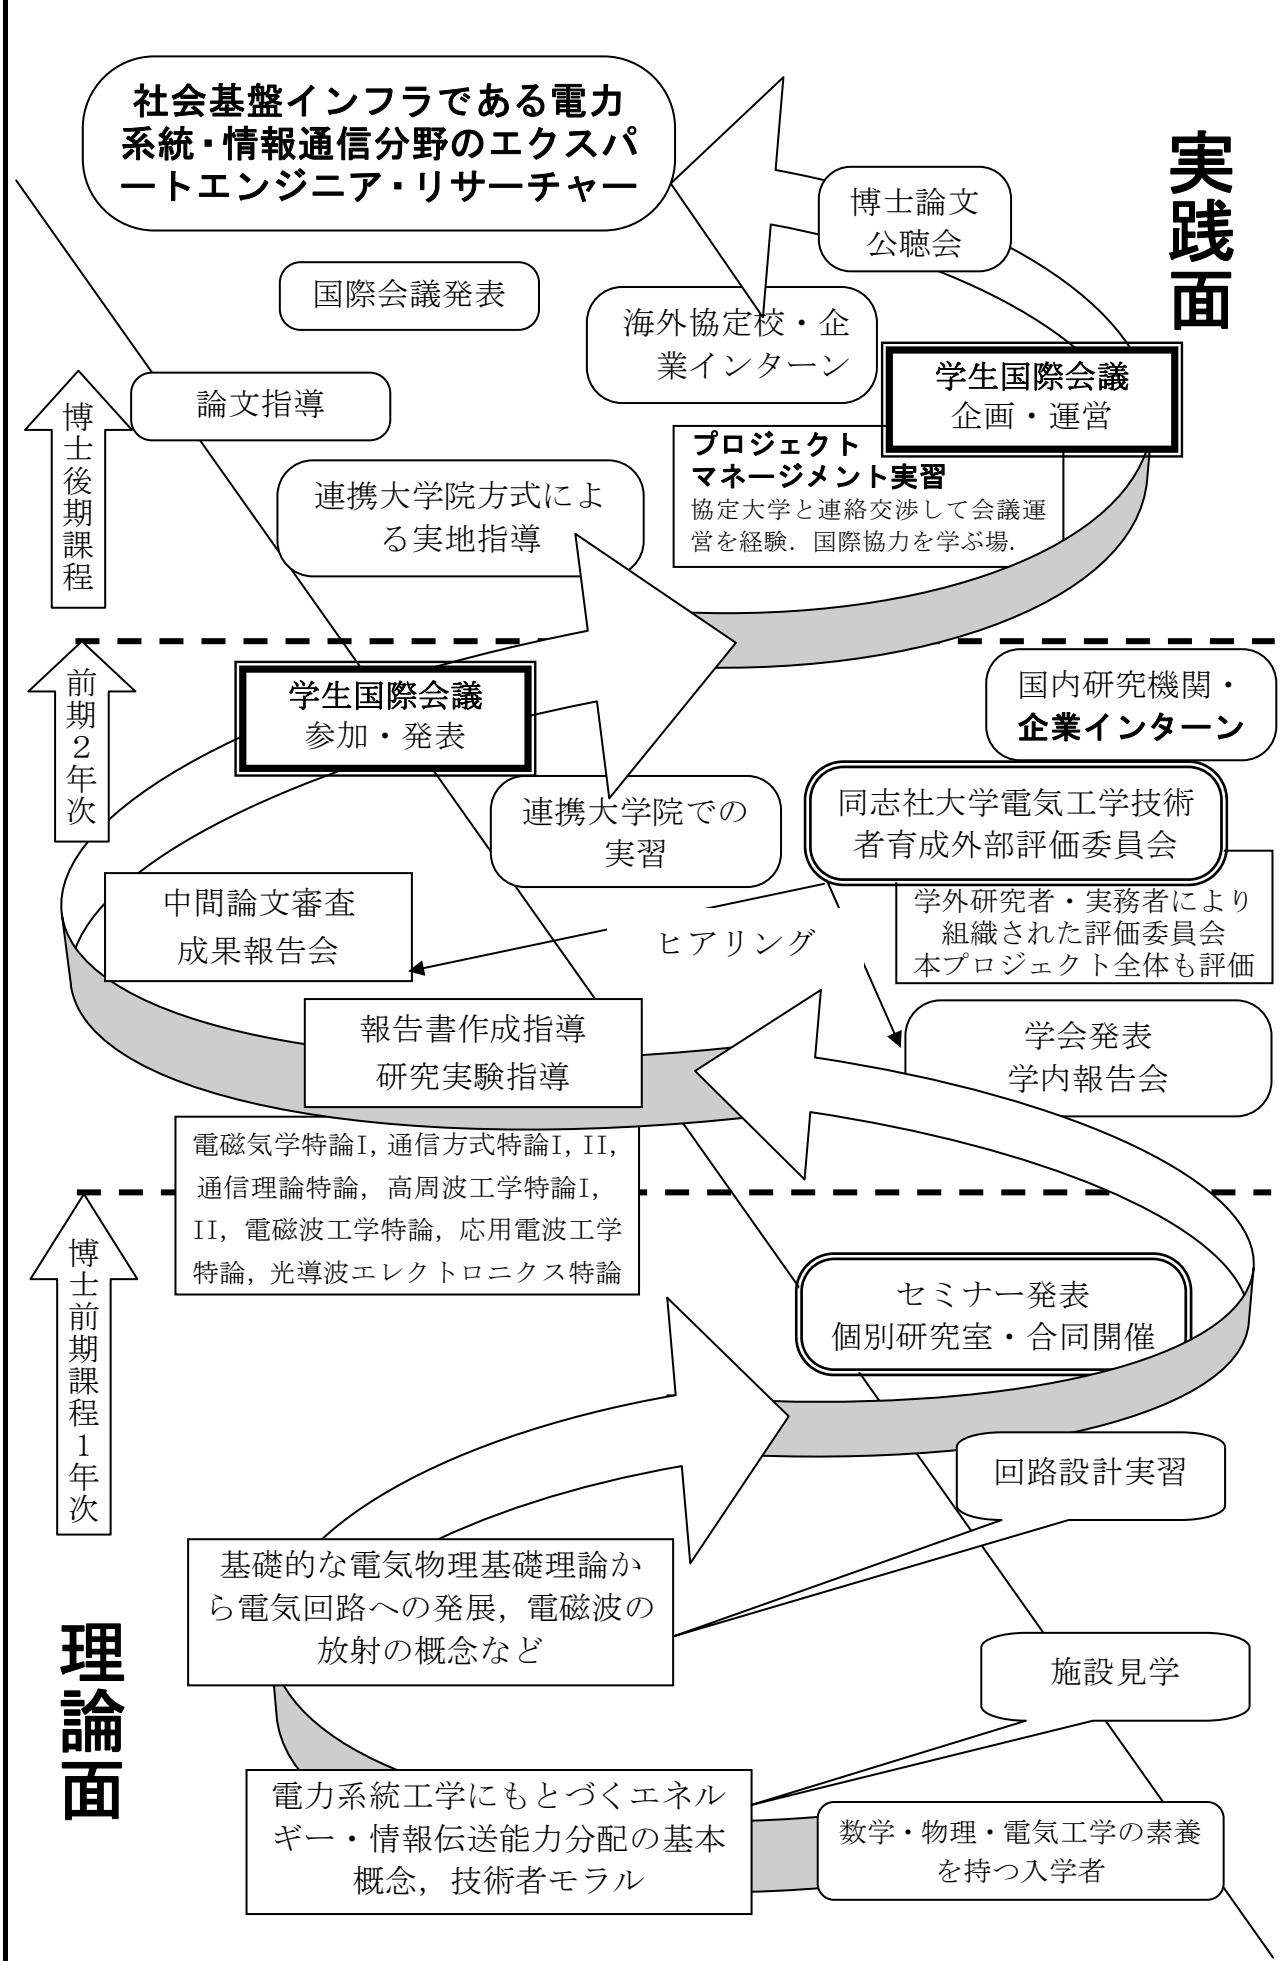 社会基盤インフラである電力
系統・情報通信分野のエクスパ
ートエンジニア・リサーチャー
実践面
博士論文
公聴会
国際会議発表
海外協定校・企
業インターン
学生国際会議
企画・運営
論文指導
博士後期課程
プロジェクト
マネージメント実習
協定大学と連絡交渉して会議運
営を経験．国際協力を学ぶ場．
連携大学院方式によ
る実地指導
前期２年次
学生国際会議
参加・発表
国内研究機関・
企業インターン
連携大学院での
実習
同志社大学電気工学技術
者育成外部評価委員会
学外研究者・実務者により
組織された評価委員会
本プロジェクト全体も評価
中間論文審査
成果報告会
ヒアリング
報告書作成指導
研究実験指導
学会発表
学内報告会
電磁気学特論I，通信方式特論I，II，
通信理論特論，高周波工学特論I，
II，電磁波工学特論，応用電波工学
特論，光導波エレクトロニクス特論
博士前期課程１年次
セミナー発表
個別研究室・合同開催
回路設計実習
基礎的な電気物理基礎理論か
ら電気回路への発展，電磁波の
放射の概念など
施設見学
理論面
電力系統工学にもとづくエネル
ギー・情報伝送能力分配の基本
概念，技術者モラル
数学・物理・電気工学の素養
を持つ入学者